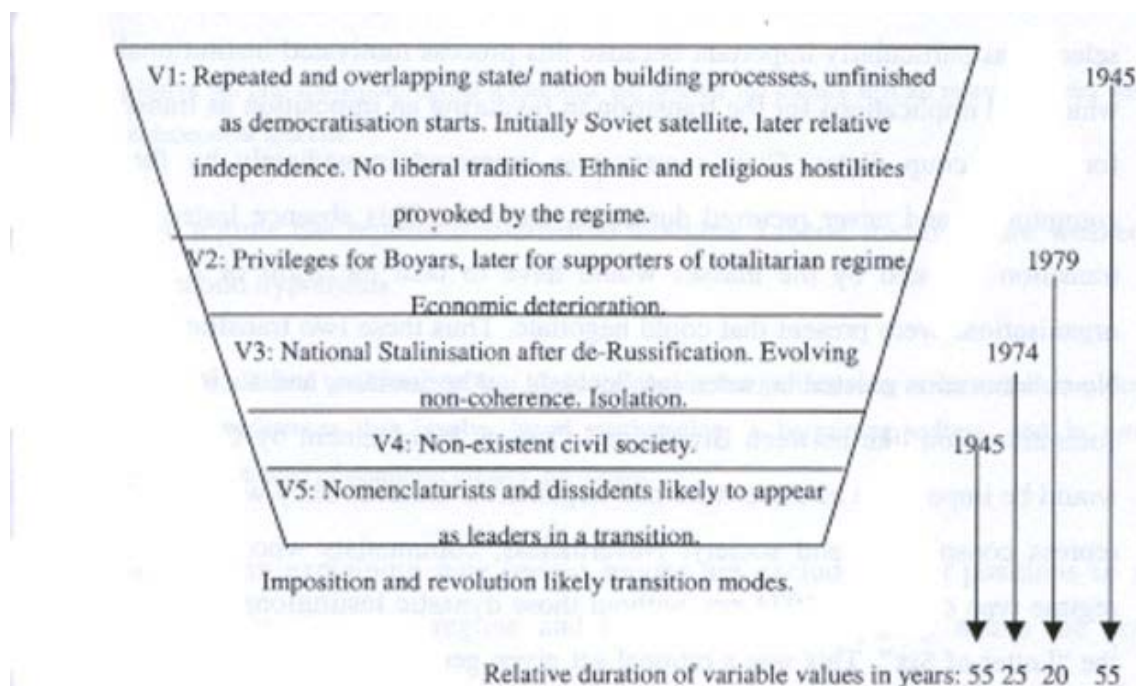 V1: Repeated and overlapping state/ nation building processes, unfinished 1945
as democratisation starts. Initially Soviet satellite, later relative
independence. No liberal traditions. Ethnic and religious hostilities
provoked by the regime.
V2: Privileges for Boyars, later for supporters of totalitarian regime 1979
Economic deterioration.
V3: National Stalinisation after de-Russification. Evolving 1974
non-coherence. Isolation.
V4: Non-existent civil society. 1945
V5: Nomenclaturists and dissidents likely to appear
as leaders in a transition.
Imposition and revolution likely transition modes.
Relative duration of variable values in years: 55 25 20 55